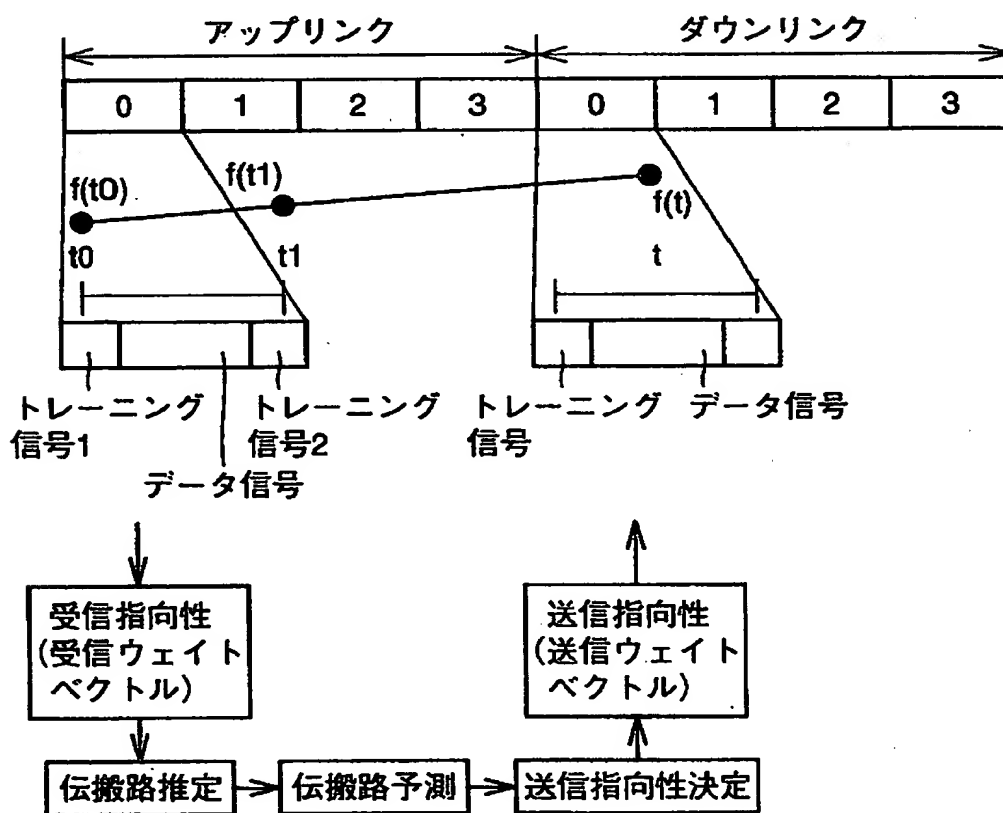 アップリンク
ダウンリンク
0 1 2 3 0 1 2 3
f(t0)
f(t1)
f(t)
t0
t1
t
トレーニング
信号1
データ信号
トレーニング
信号2
トレーニング
信号
データ信号
受信指向性
(受信ウェイト
ベクトル)
送信指向性
(送信ウェイト
ベクトル)
伝搬路推定
伝搬路予測
送信指向性決定